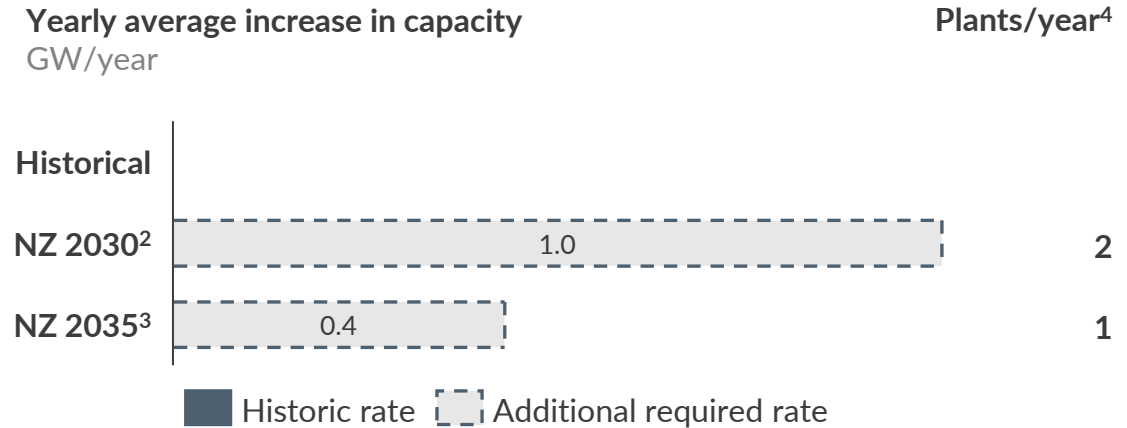 Yearly average increase in capacity
Plants/year⁴
GW/year
Historical
NZ 2030² 1.0 2
NZ 2035³ 0.4 1
Historic rate Additional required rate